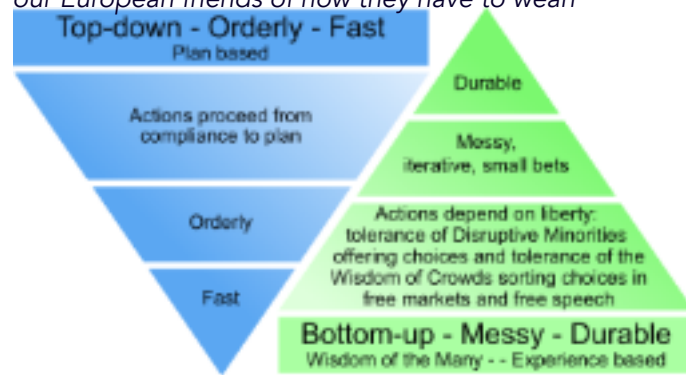 our European friends of how they have to wean
Top-down - Orderly - Fast
Plan based
Actions proceed from
compliance to plan
Orderly
Fast
Durable
Messy,
iterative, small bets
Actions depend on liberty:
tolerance of Disruptive Minorities
offering choices and tolerance of the
Wisdom of Crowds sorting choices in
free markets and free speech
Bottom-up - Messy - Durable
Wisdom of the Many - - Experience based